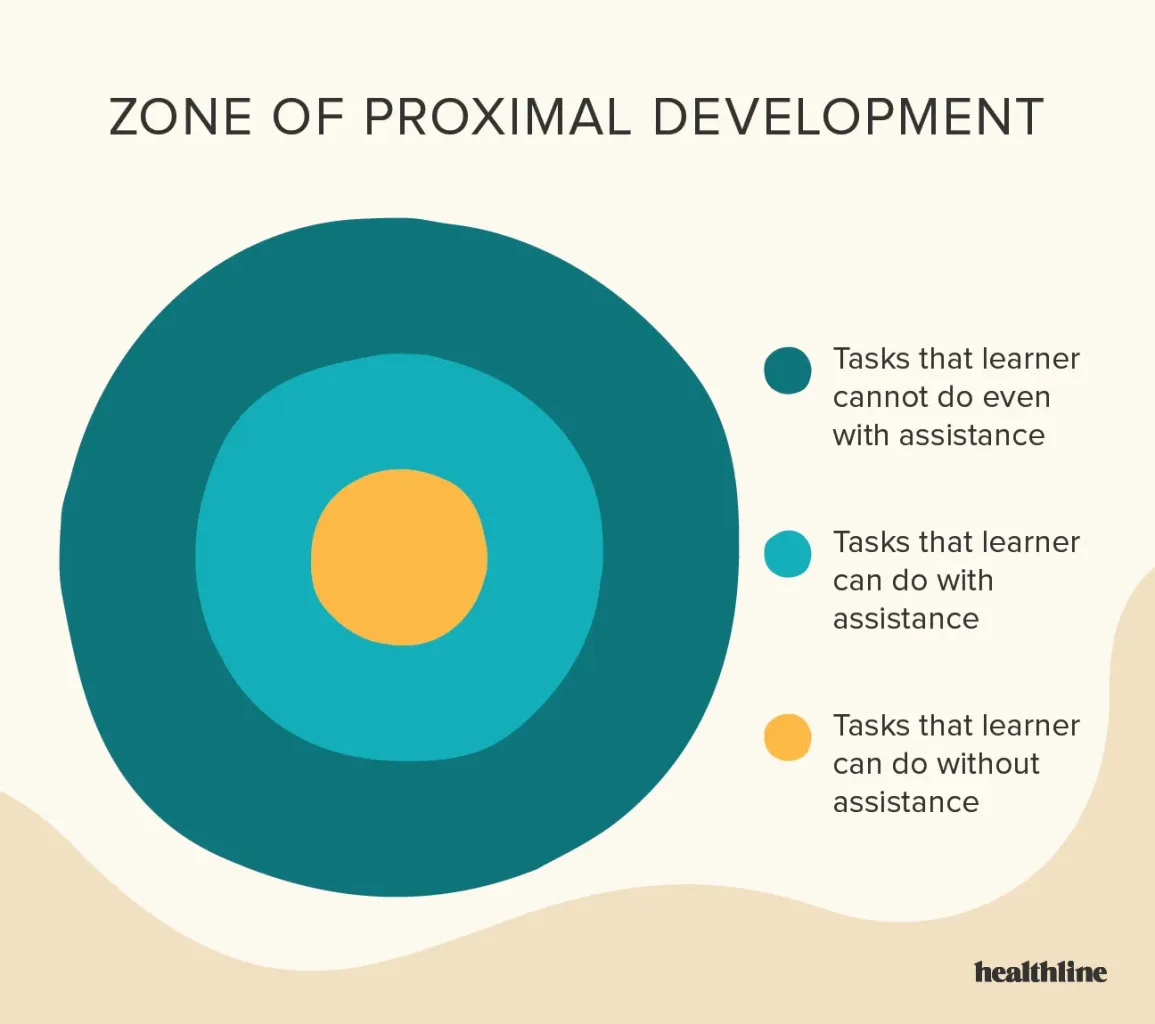 ZONE OF PROXIMAL DEVELOPMENT
Tasks that learner
cannot do even
with assistance
Tasks that learner
can do with
assistance
Tasks that learner
can do without
assistance
healthline